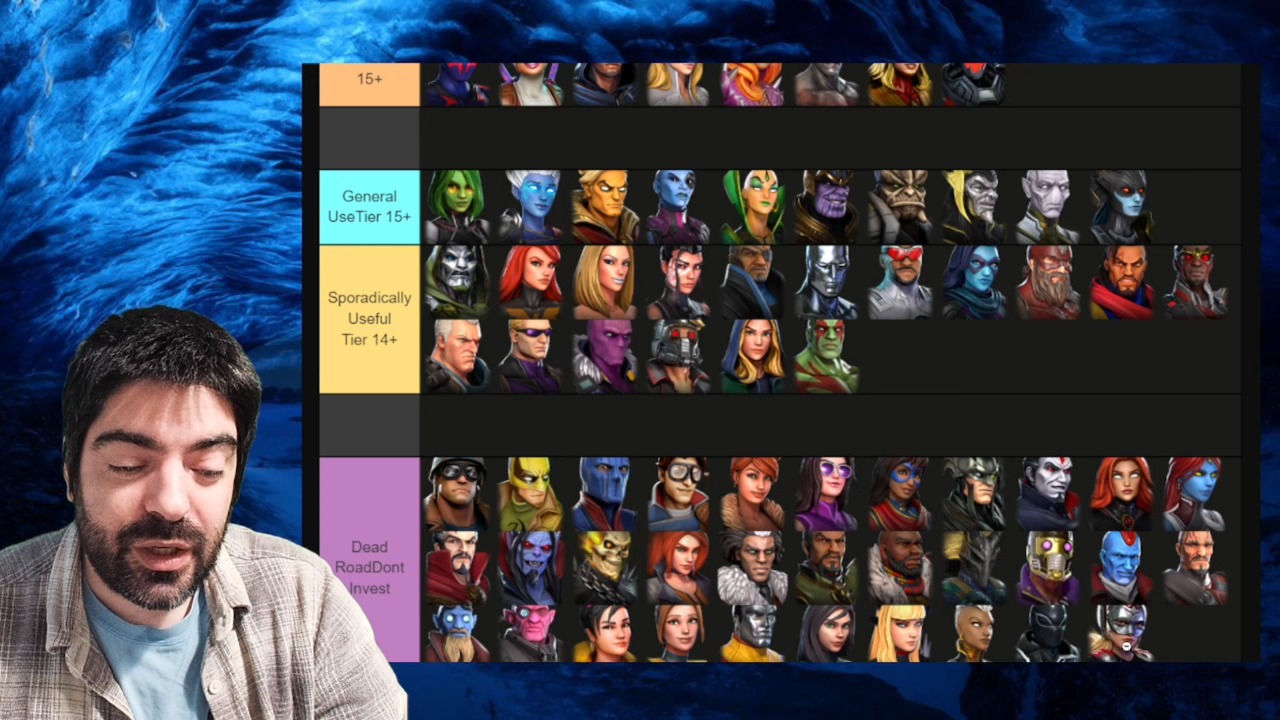 15+
General
UseTier 15+
Sporadically
Useful
Tier 14+
Dead
RoadDont
Invest